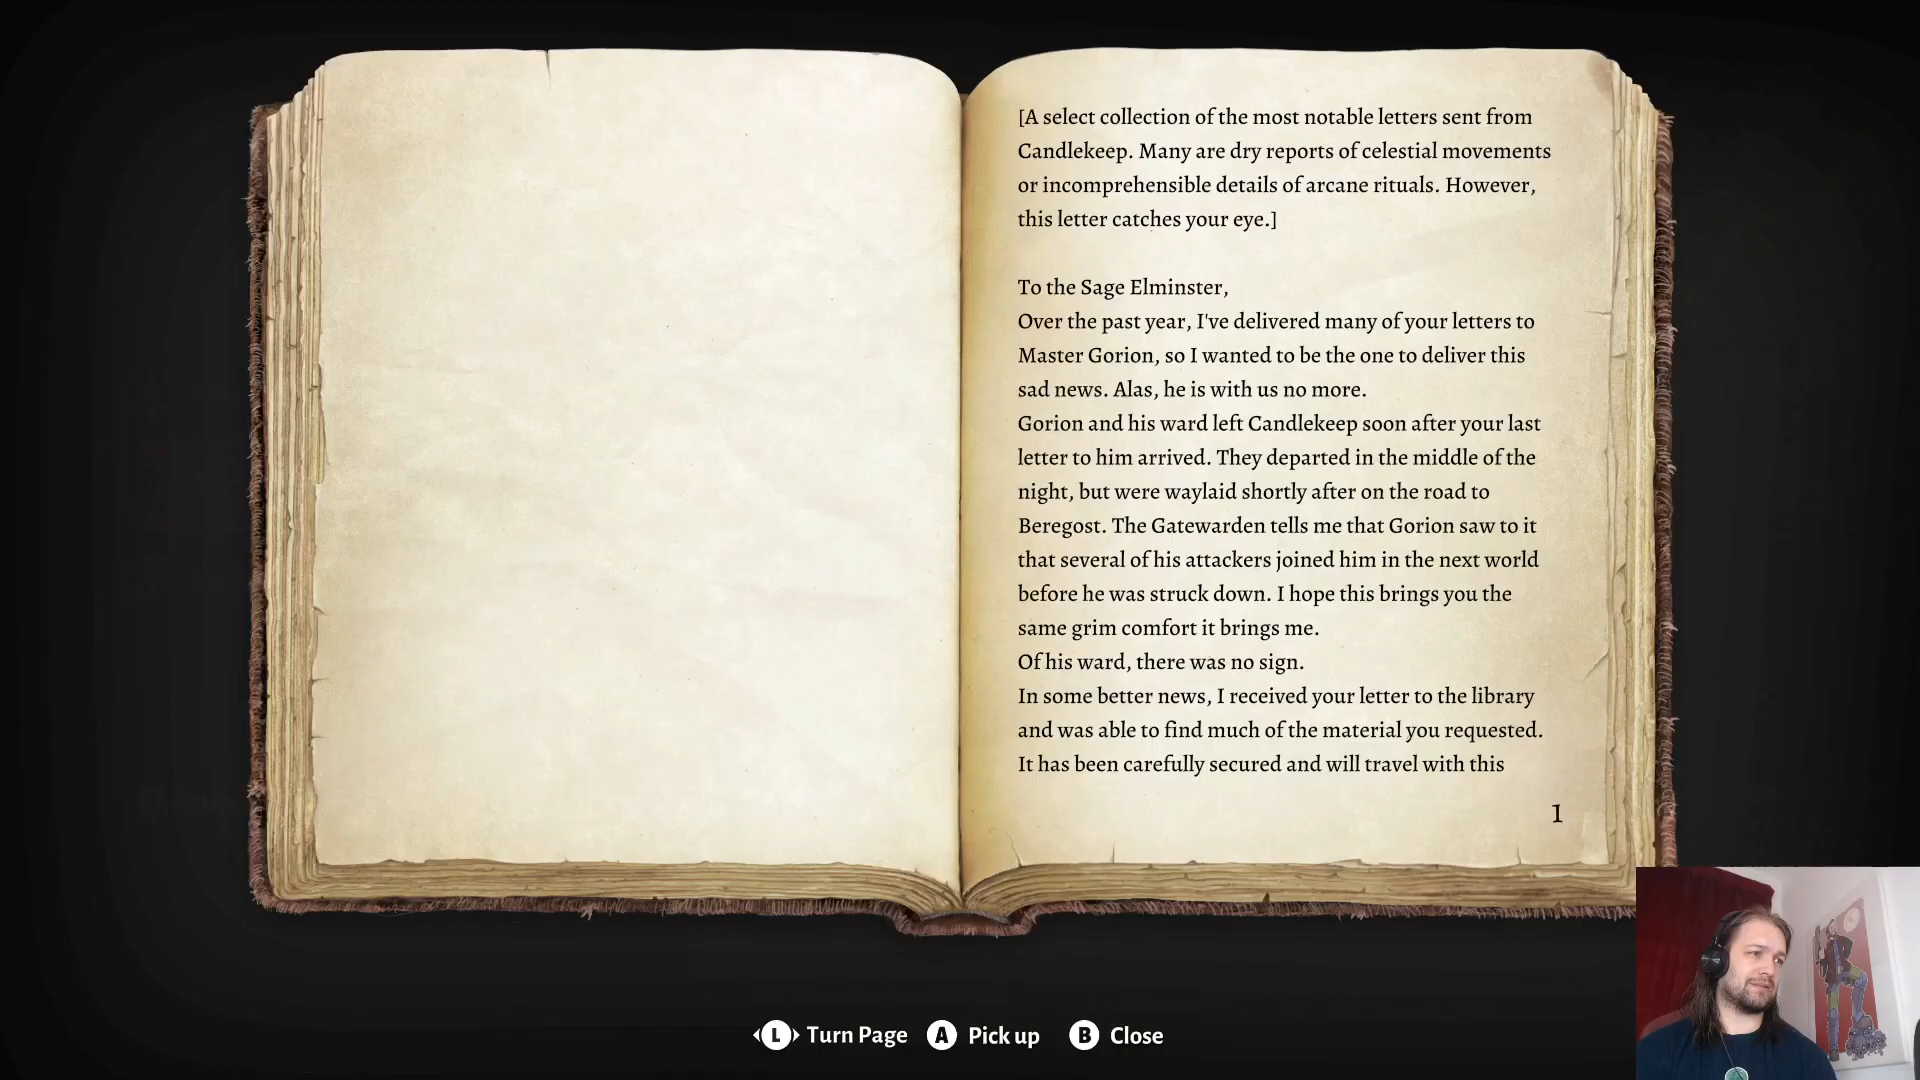 [A select collection of the most notable letters sent from
Candlekeep. Many are dry reports of celestial movements
or incomprehensible details of arcane rituals. However,
this letter catches your eye.]
To the Sage Elminster,
Over the past year, I've delivered many of your letters to
Master Gorion, so I wanted to be the one to deliver this
sad news. Alas, he is with us no more.
Gorion and his ward left Candlekeep soon after your last
letter to him arrived. They departed in the middle of the
night, but were waylaid shortly after on the road to
Beregost. The Gatewarden tells me that Gorion saw to it
that several of his attackers joined him in the next world
before he was struck down. I hope this brings you the
same grim comfort it brings me.
Of his ward, there was no sign.
In some better news, I received your letter to the library
and was able to find much of the material you requested.
It has been carefully secured and will travel with this
1
L Turn Page A Pick up B Close